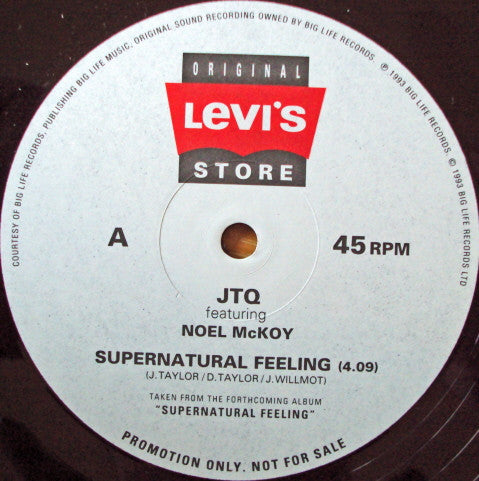 COURTESY OF BIG LIFE RECORDS. PUBLISHING BIG LIFE MUSIC. ORIGINAL SOUND RECORDING OWNED BY BIG LIFE RECORDS. ℗ 1993 BIG LIFE RECORDS. © 1993 BIG LIFE RECORDS LTD
ORIGINAL
LEVI'S
STORE
A
45 RPM
JTQ
featuring
NOEL McKOY
SUPERNATURAL FEELING (4.09)
(J.TAYLOR/D.TAYLOR/J.WILLMOT)
TAKEN FROM THE FORTHCOMING ALBUM
"SUPERNATURAL FEELING"
PROMOTION ONLY. NOT FOR SALE